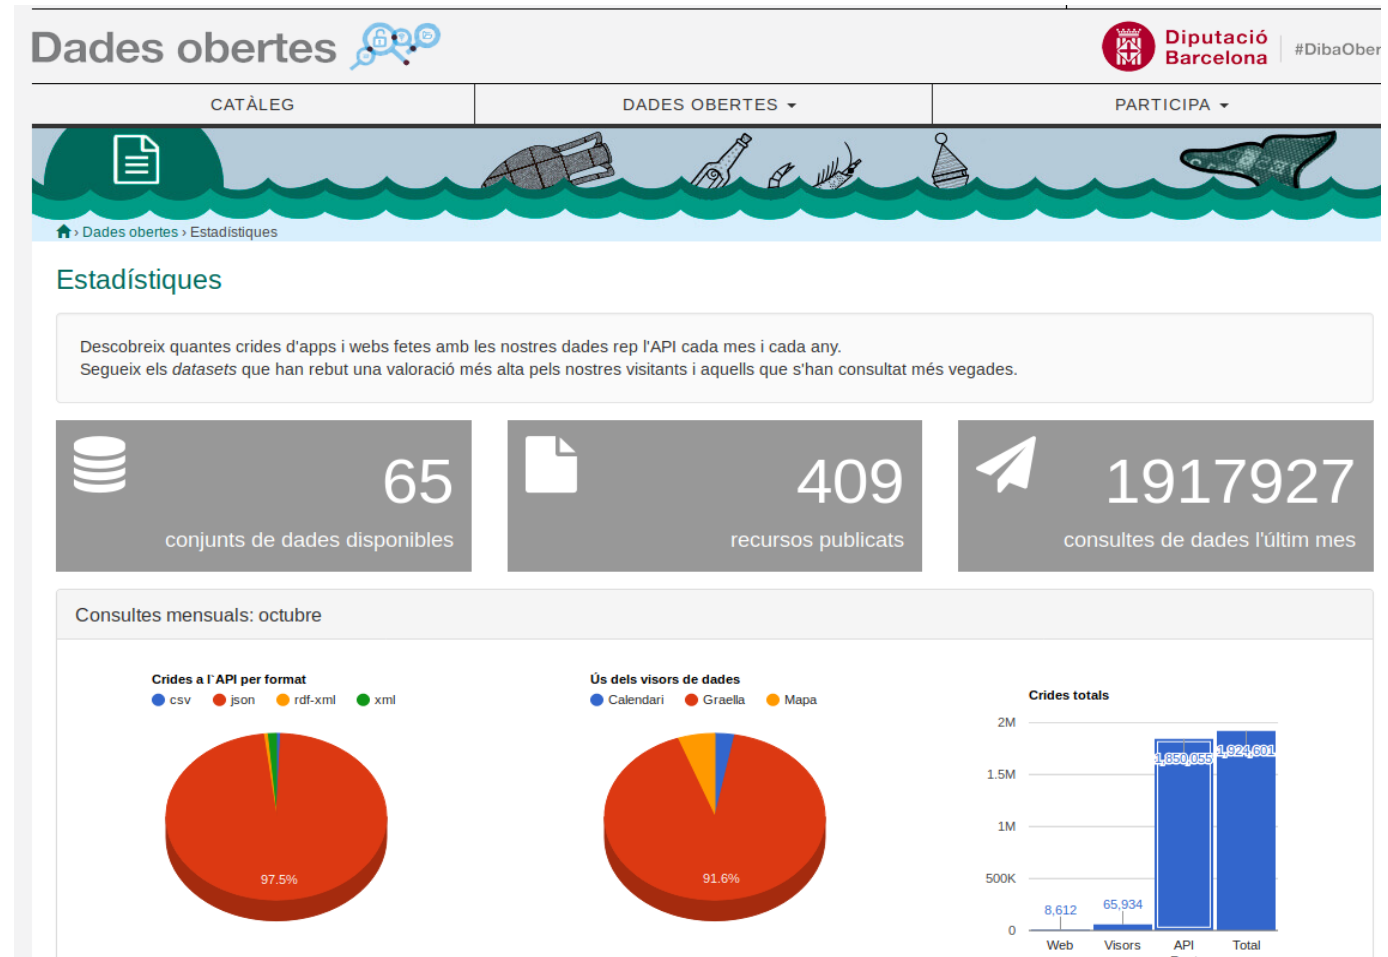 Dades obertes
Diputació
Barcelona
#DibaOber
CATÀLEG
DADES OBERTES
PARTICIPA
› Dades obertes › Estadístiques
Estadístiques
Descobreix quantes crides d'apps i webs fetes amb les nostres dades rep l'API cada mes i cada any.
Segueix els datasets que han rebut una valoració més alta pels nostres visitants i aquells que s'han consultat més vegades.
65
conjunts de dades disponibles
409
recursos publicats
1917927
consultes de dades l'últim mes
Consultes mensuals: octubre
Crides a l`API per format
csv json rdf-xml xml
97.5%
Ús dels visors de dades
Calendari Graella Mapa
91.6%
Crides totals
2M
1.5M
1M
500K
0
8,612
65,934
1,850,055
1,924,601
Web Visors API Total